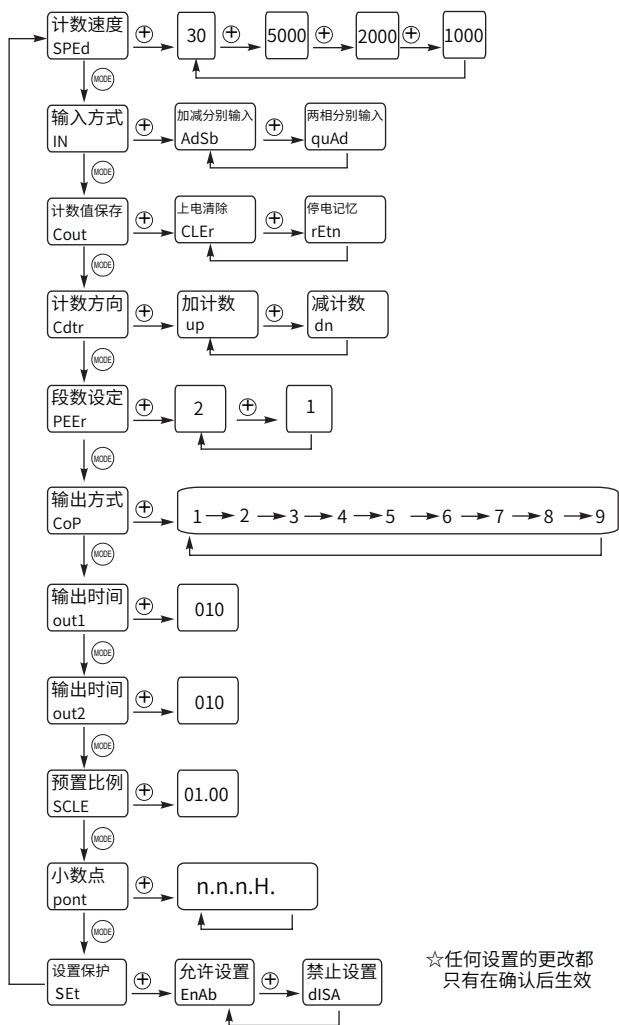 计数速度
SPEd
30
5000
2000
1000
MODE
输入方式
IN
加减分别输入
AdSb
两相分别输入
quAd
MODE
计数值保存
Cout
上电清除
CLEr
停电记忆
rEtn
MODE
计数方向
Cdtr
加计数
up
减计数
dn
MODE
段数设定
PEEr
2
1
MODE
输出方式
CoP
1 2 3 4 5 6 7 8 9
MODE
输出时间
out1
010
MODE
输出时间
out2
010
MODE
预置比例
SCLE
01.00
MODE
小数点
pont
n.n.n.H.
MODE
设置保护
SEt
允许设置
EnAb
禁止设置
dISA
☆任何设置的更改都
只有在确认后生效